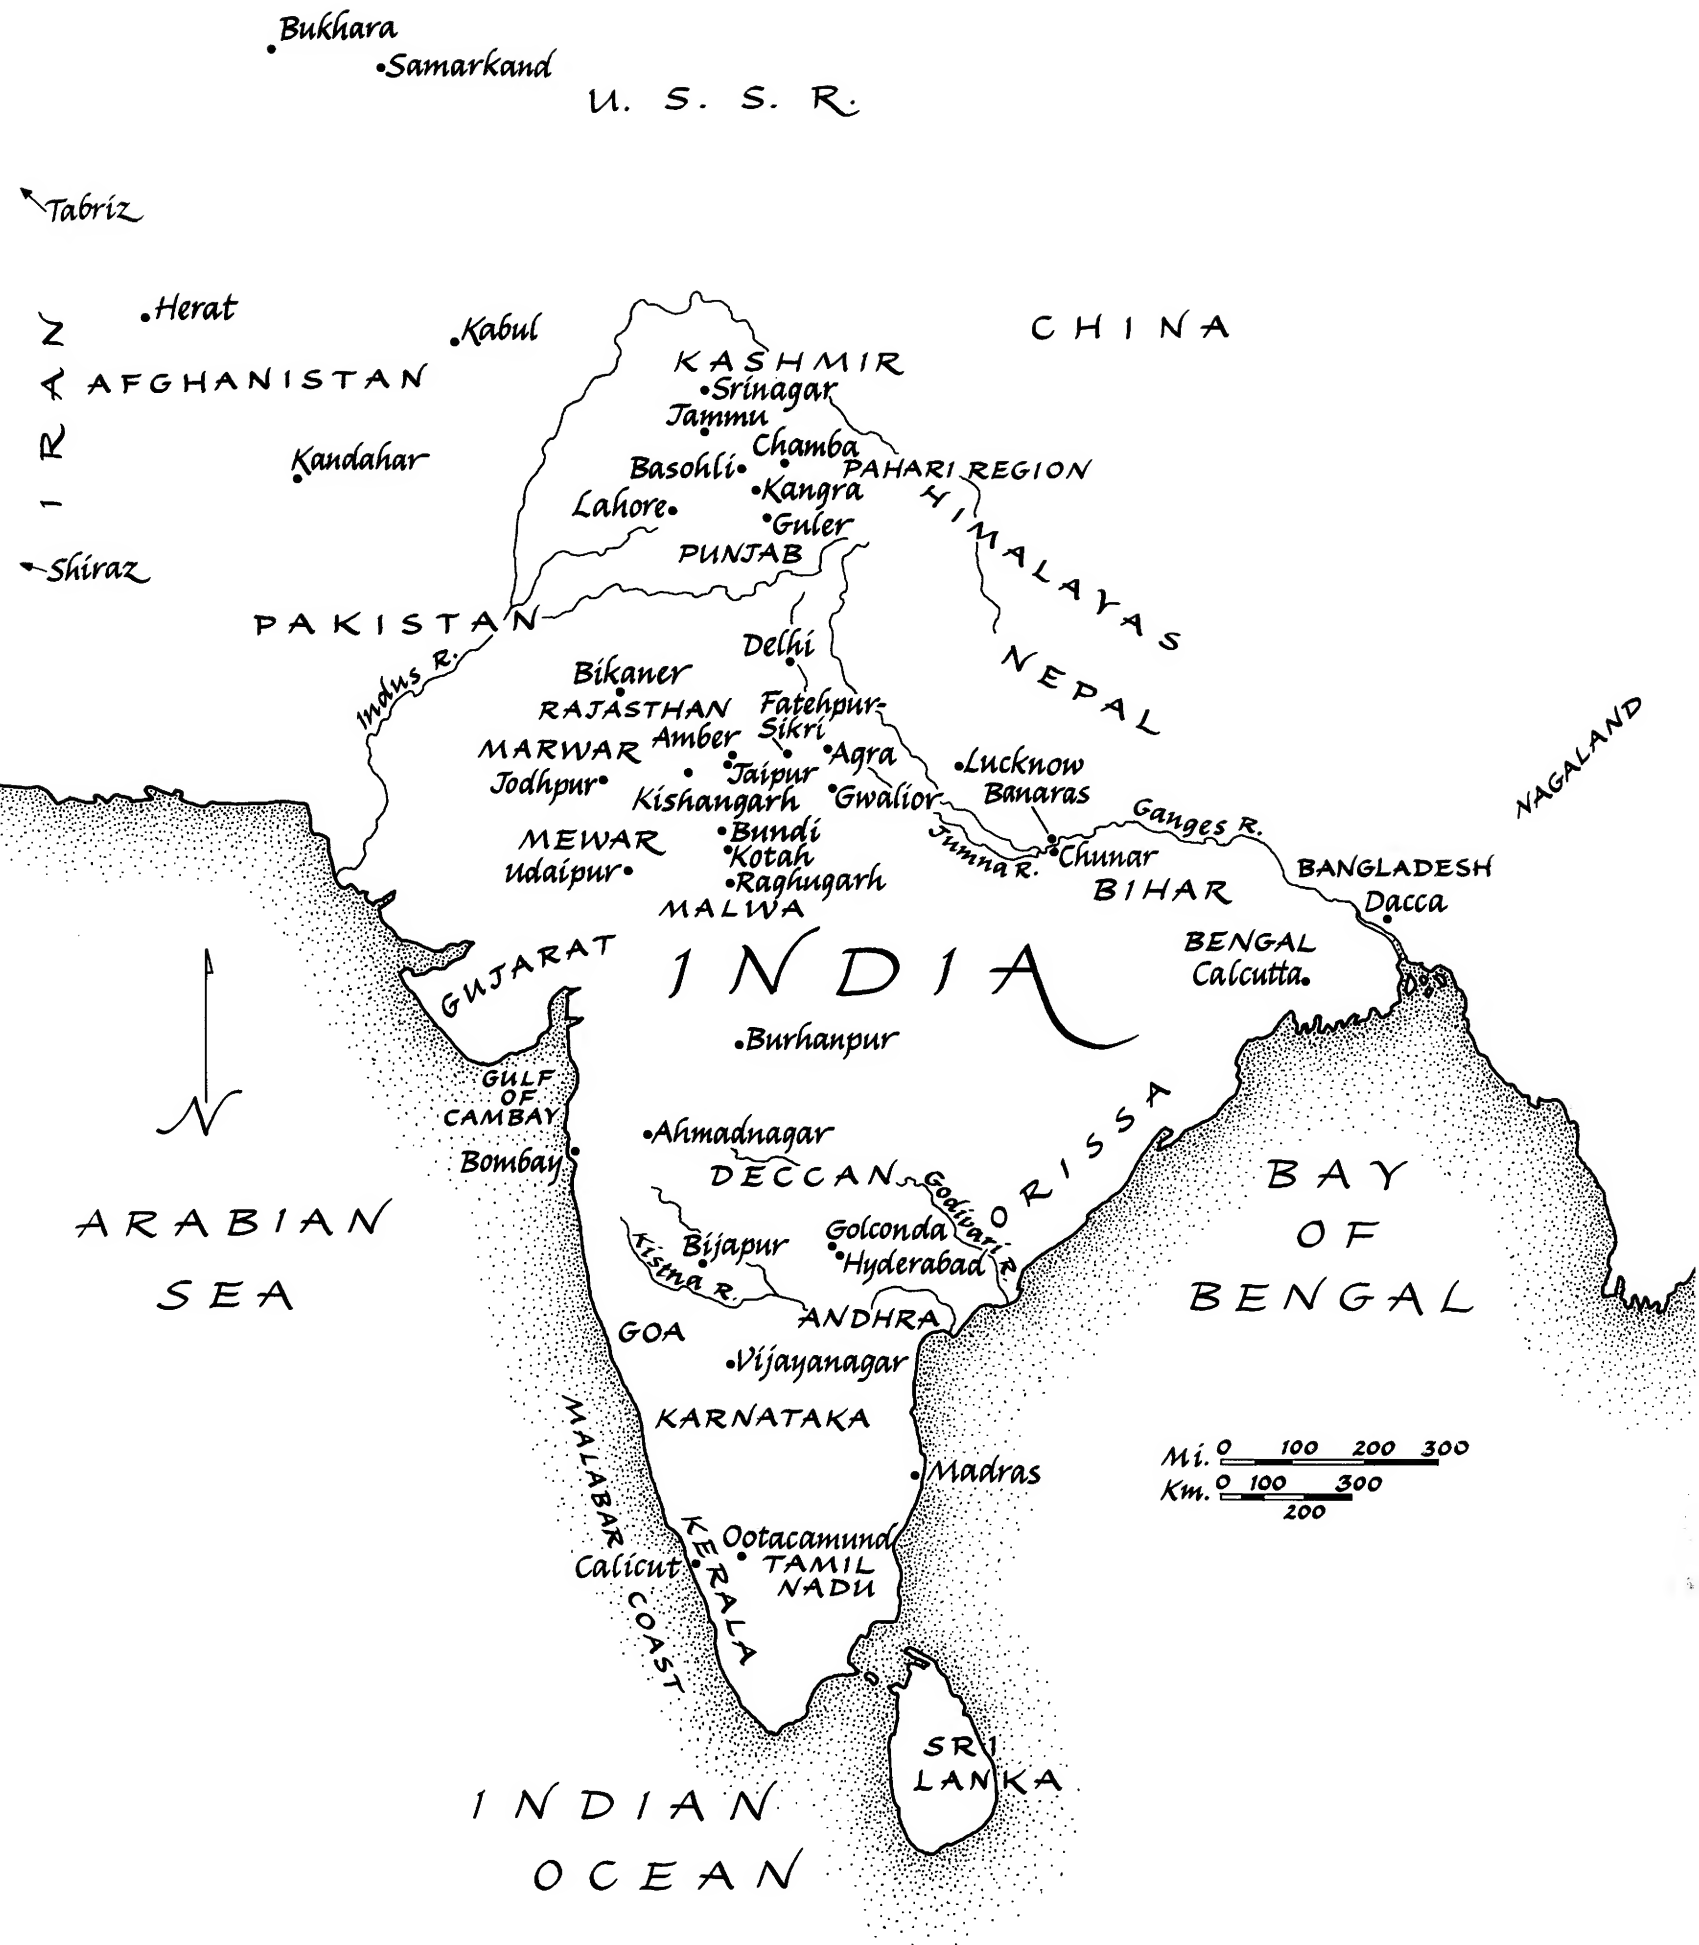 Bukhara
Samarkand
U. S. S. R.
Tabriz
Herat
Kabul
CHINA
IRAN
AFGHANISTAN
KASHMIR
Srinagar
Jammu
Chamba
Kandahar
Basohli
PAHARI REGION
Kangra
Lahore
Guler
HIMALAYAS
PUNJAB
Shiraz
PAKISTAN
Delhi
NEPAL
Indus R.
Bikaner
RAJASTHAN
Fatehpur-
Sikri
MARWAR
Amber
Agra
Jodhpur
Jaipur
Lucknow
NAGALAND
Kishangarh
Gwalior
Banaras
Ganges R.
MEWAR
Bundi
Jumna R.
Kotah
Chunar
Udaipur
Raghugarh
BIHAR
BANGLADESH
MALWA
Dacca
GUJARAT
INDIA
BENGAL
Calcutta
Burhanpur
GULF
OF
CAMBAY
Ahmadnagar
ORISSA
Bombay
DECCAN
Godivari R.
BAY
OF
BENGAL
ARABIAN
SEA
Golconda
Kistna R.
Bijapur
Hyderabad
ANDHRA
GOA
Vijayanagar
KARNATAKA
MALABAR
COAST
Madras
Mi. 0 100 200 300
Km. 0 100 300
200
KERALA
Ootacamund
Calicut
TAMIL
NADU
SRI
LANKA
INDIAN
OCEAN
N